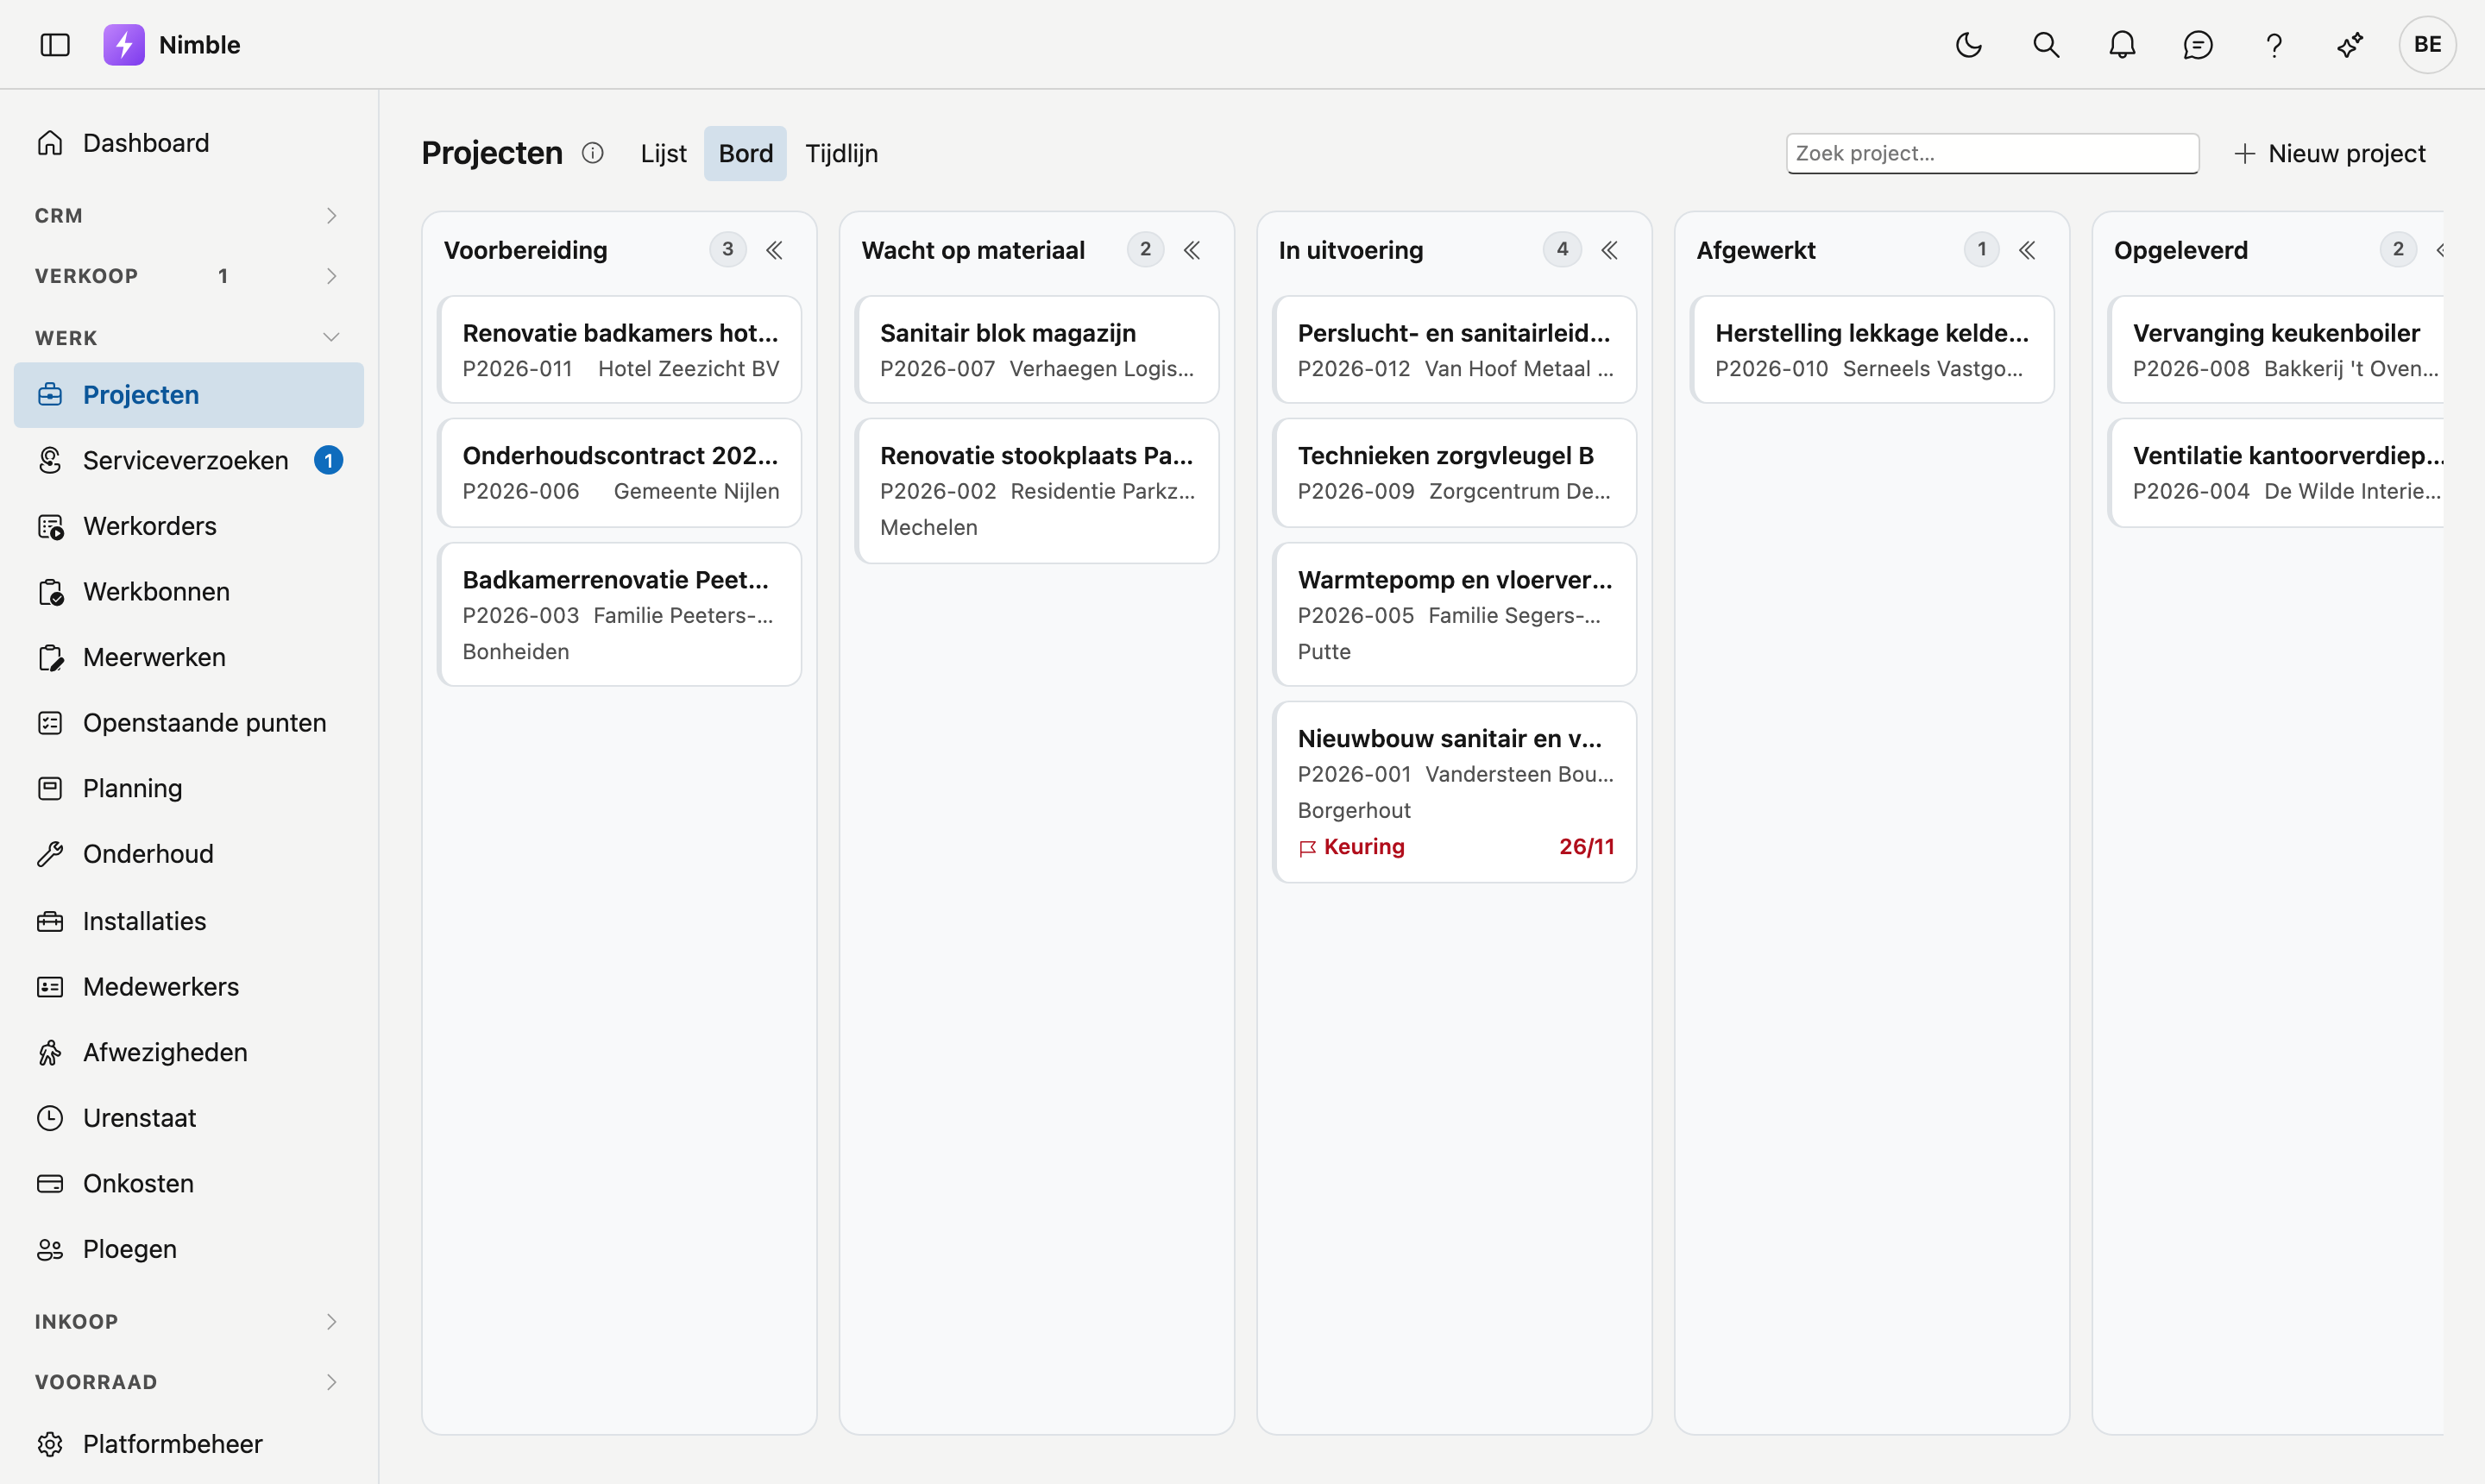 Nimble
BE
Dashboard
CRM
VERKOOP 1
WERK
Projecten
Serviceverzoeken 1
Werkorders
Werkbonnen
Meerwerken
Openstaande punten
Planning
Onderhoud
Installaties
Medewerkers
Afwezigheden
Urenstaat
Onkosten
Ploegen
INKOOP
VOORRAAD
Platformbeheer
Projecten Lijst Bord Tijdlijn
Zoek project...
Nieuw project
Voorbereiding 3
Renovatie badkamers hot...
P2026-011 Hotel Zeezicht BV
Onderhoudscontract 202...
P2026-006 Gemeente Nijlen
Badkamerrenovatie Peet...
P2026-003 Familie Peeters-...
Bonheiden
Wacht op materiaal 2
Sanitair blok magazijn
P2026-007 Verhaegen Logis...
Renovatie stookplaats Pa...
P2026-002 Residentie Parkz...
Mechelen
In uitvoering 4
Perslucht- en sanitairleid...
P2026-012 Van Hoof Metaal ...
Technieken zorgvleugel B
P2026-009 Zorgcentrum De...
Warmtepomp en vloerver...
P2026-005 Familie Segers-...
Putte
Nieuwbouw sanitair en v...
P2026-001 Vandersteen Bou...
Borgerhout
Keuring 26/11
Afgewerkt 1
Herstelling lekkage kelde...
P2026-010 Serneels Vastgo...
Opgeleverd 2
Vervanging keukenboiler
P2026-008 Bakkerij 't Oven...
Ventilatie kantoorverdiep...
P2026-004 De Wilde Interie...